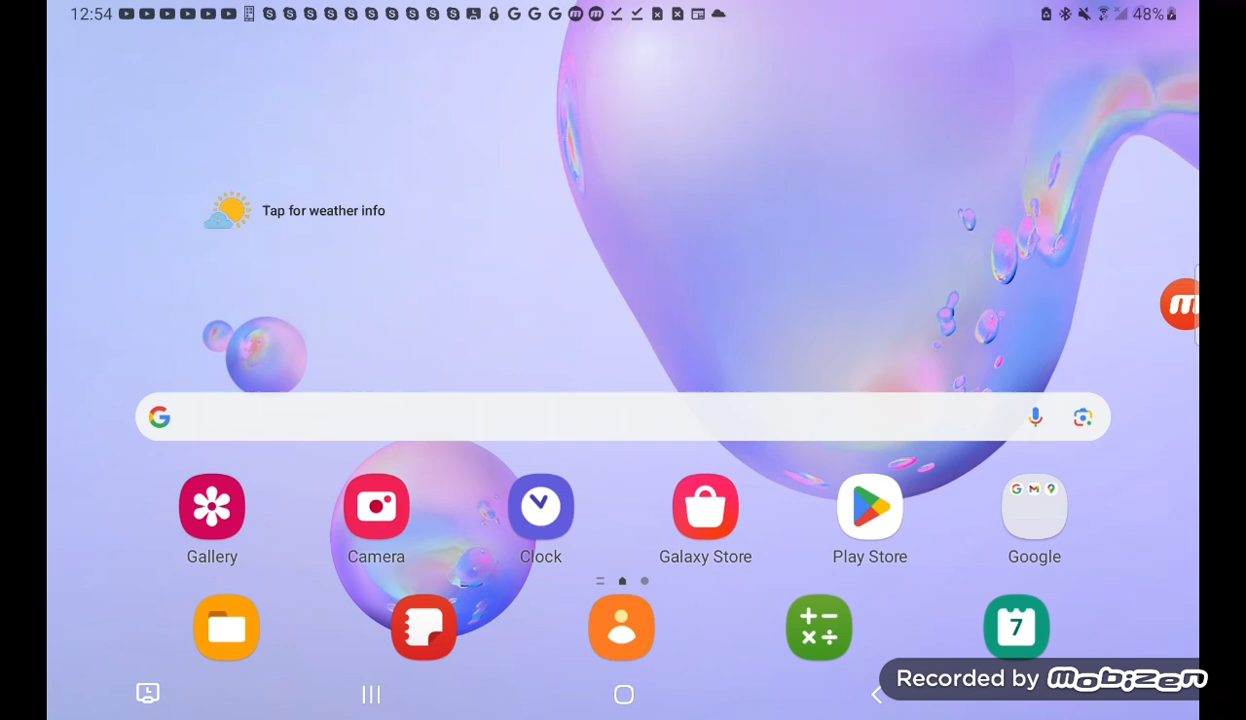 12:54
48%
Tap for weather info
Gallery
Camera
Clock
Galaxy Store
Play Store
Google
7
Recorded by mobizen